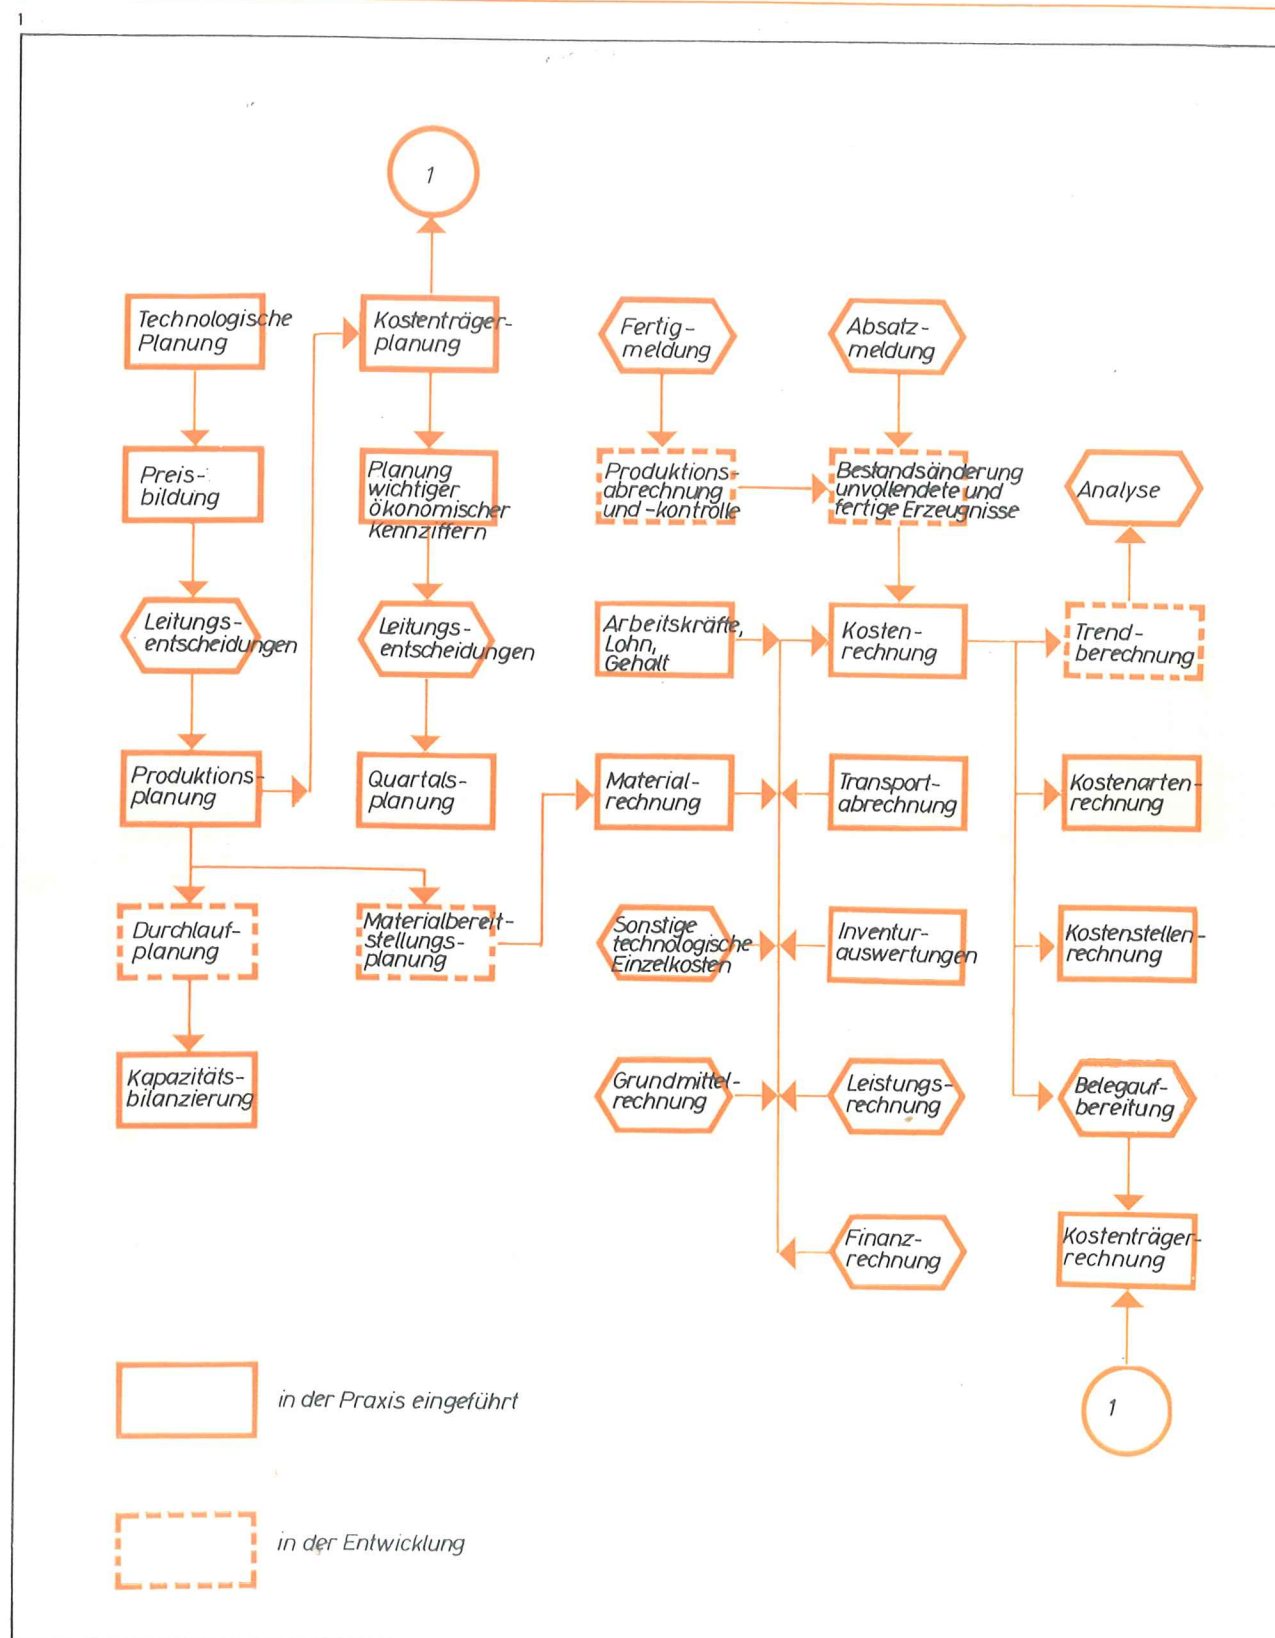 1
1
Technologische
Planung
Kostenträger-
planung
Fertig-
meldung
Absatz-
meldung
Preis-
bildung
Planung
wichtiger
ökonomischer
Kennziffern
Produktions-
abrechnung
und -kontrolle
Bestandsänderung
unvollendete und
fertige Erzeugnisse
Analyse
Leitungs-
entscheidungen
Leitungs-
entscheidungen
Arbeitskräfte,
Lohn,
Gehalt
Kosten-
rechnung
Trend-
berechnung
Produktions-
planung
Quartals-
planung
Material-
rechnung
Transport-
abrechnung
Kostenarten-
rechnung
Durchlauf-
planung
Materialbereit-
stellungs-
planung
Sonstige
technologische
Einzelkosten
Inventur-
auswertungen
Kostenstellen-
rechnung
Kapazitäts-
bilanzierung
Grundmittel-
rechnung
Leistungs-
rechnung
Belegauf-
bereitung
Finanz-
rechnung
Kostenträger-
rechnung
in der Praxis eingeführt
1
in der Entwicklung